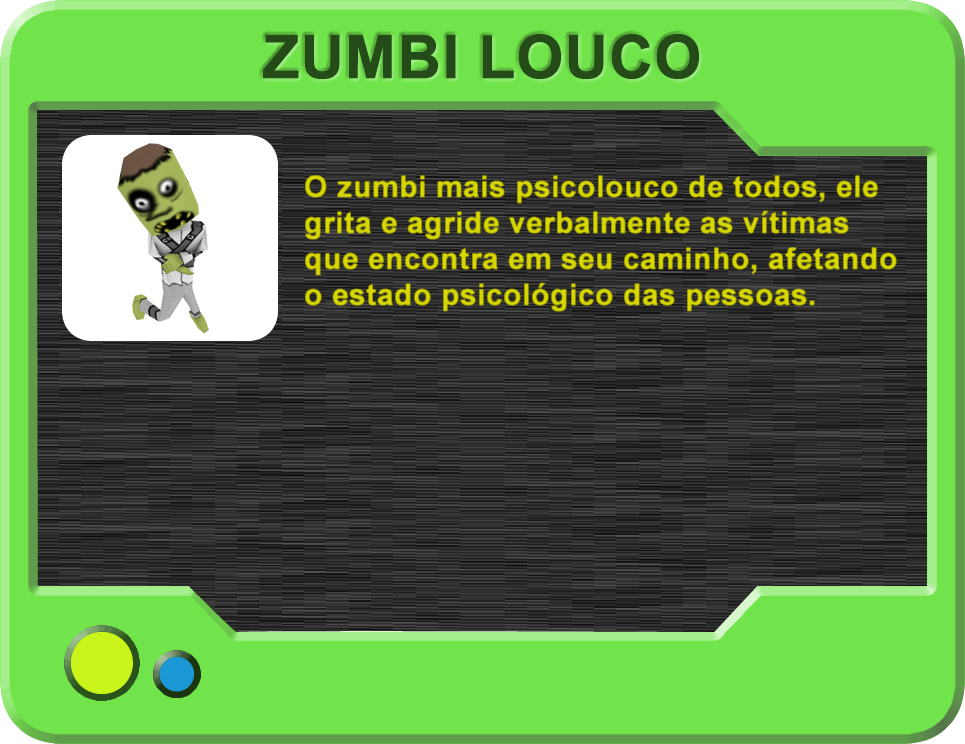 ZUMBI LOUCO
O zumbi mais psicolouco de todos, ele
grita e agride verbalmente as vítimas
que encontra em seu caminho, afetando
o estado psicológico das pessoas.